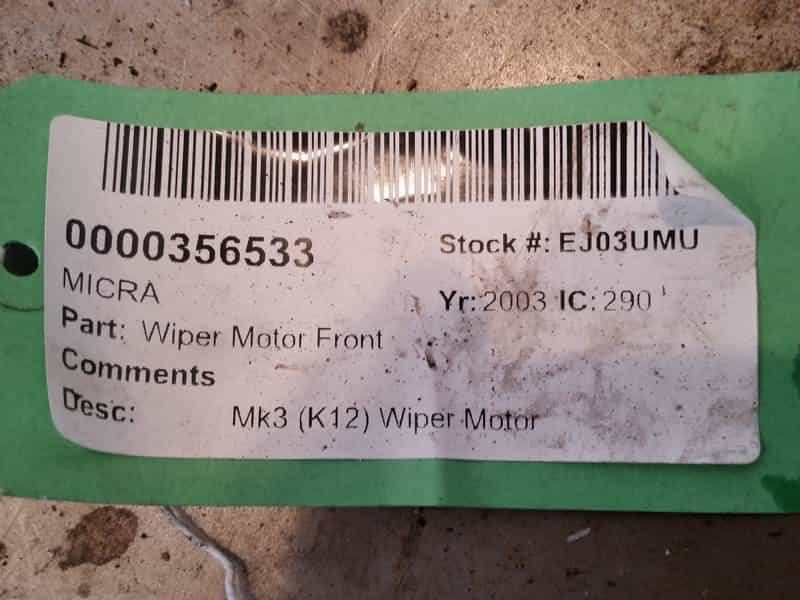 0000356533 Stock #: EJ03UMU
MICRA
Yr: 2003 IC: 290
Part: Wiper Motor Front
Comments
Desc: Mk3 (K12) Wiper Motor